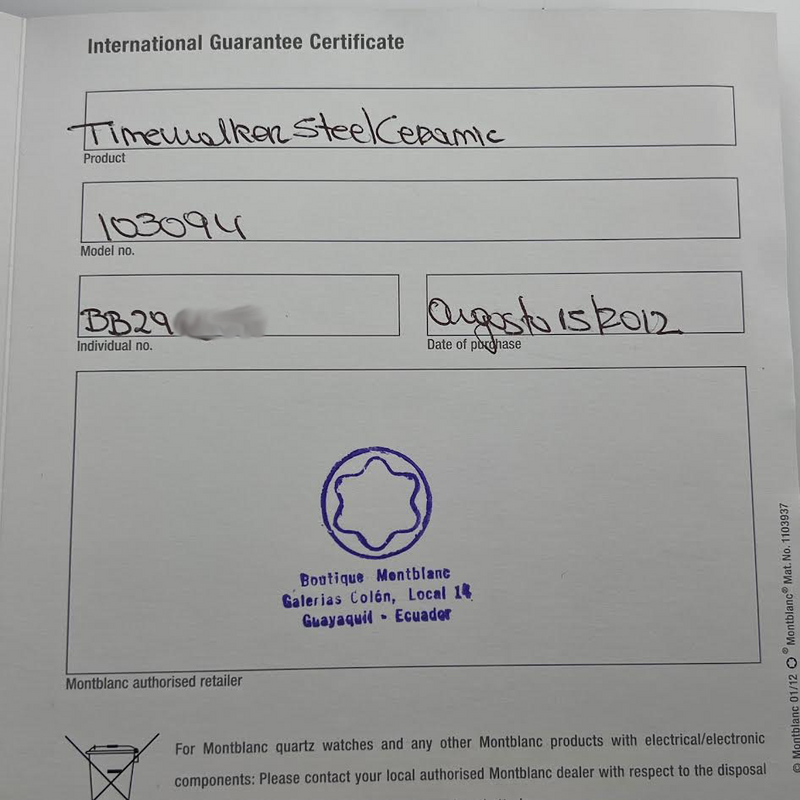 International Guarantee Certificate
Timewalker Steel/Ceramic
Product
103094
Model no.
BB29
Individual no.
Augosto 15/2012
Date of purchase
Boutique Montblanc
Galerias Colón, Local 14
Guayaquil - Ecuador
Montblanc authorised retailer
For Montblanc quartz watches and any other Montblanc products with electrical/electronic
components: Please contact your local authorised Montblanc dealer with respect to the disposal
© Montblanc 01/12 ® Montblanc® Mat. No. 1103937